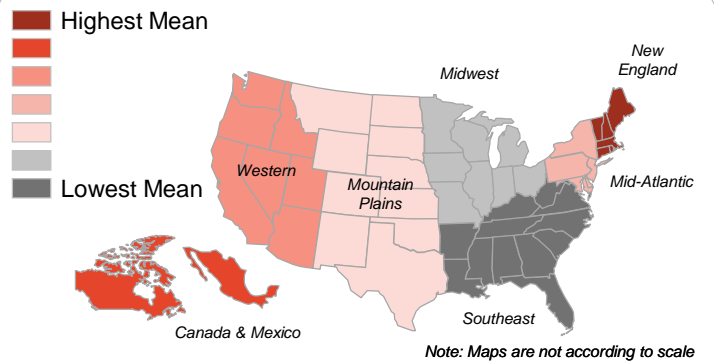 Highest Mean
New
England
Midwest
Western
Mountain
Plains
Mid-Atlantic
Lowest Mean
Southeast
Canada & Mexico
Note: Maps are not according to scale